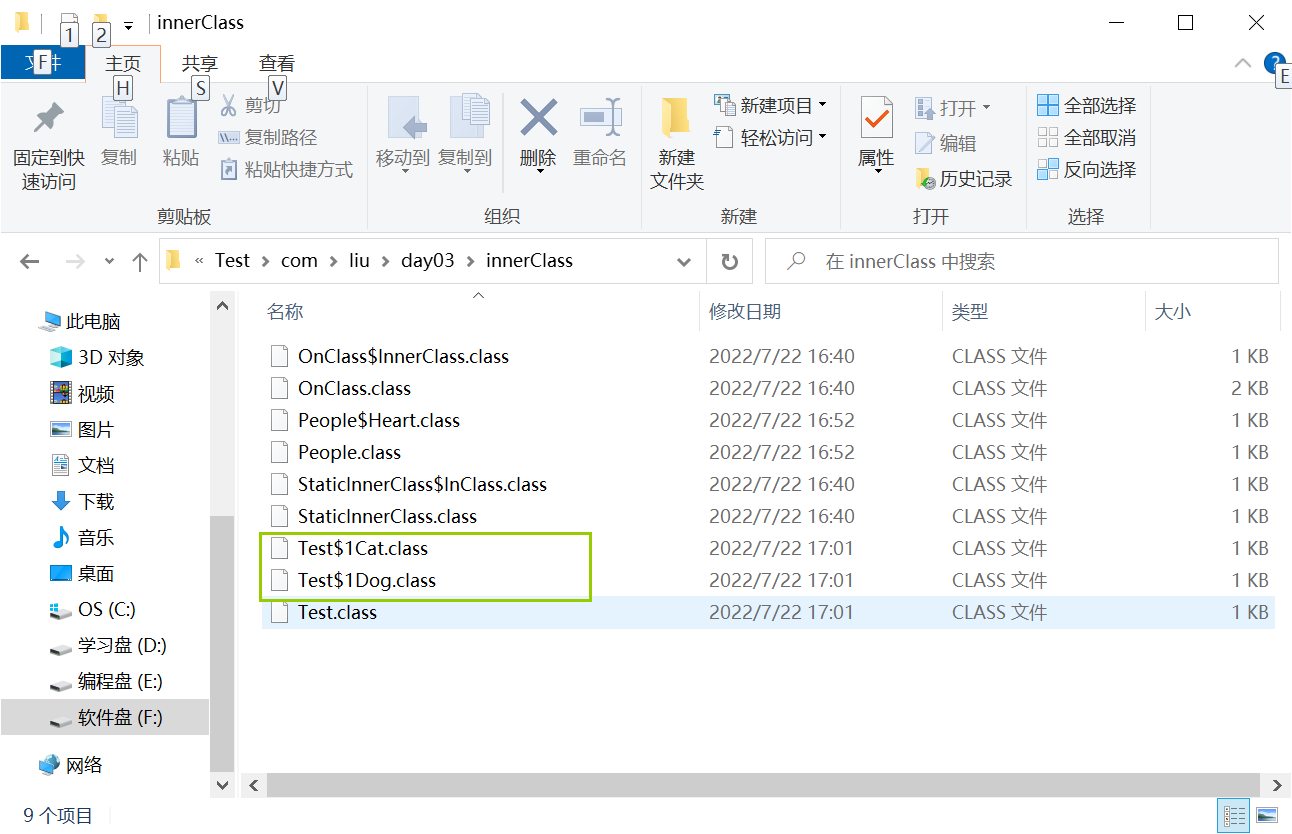 innerClass
1 2
文件 F 主页 共享 查看
H S V E
固定到快速访问
复制
粘贴
剪切
复制路径
粘贴快捷方式
剪贴板
移动到
复制到
删除
重命名
组织
新建
文件夹
新建项目
轻松访问
新建
属性
打开
编辑
历史记录
打开
全部选择
全部取消
反向选择
选择
« Test > com > liu > day03 > innerClass
在 innerClass 中搜索
此电脑
3D 对象
视频
图片
文档
下载
音乐
桌面
OS (C:)
学习盘 (D:)
编程盘 (E:)
软件盘 (F:)
网络
名称 修改日期 类型 大小
OnClass$InnerClass.class 2022/7/22 16:40 CLASS 文件 1 KB
OnClass.class 2022/7/22 16:40 CLASS 文件 2 KB
People$Heart.class 2022/7/22 16:52 CLASS 文件 1 KB
People.class 2022/7/22 16:52 CLASS 文件 1 KB
StaticInnerClass$InClass.class 2022/7/22 16:40 CLASS 文件 1 KB
StaticInnerClass.class 2022/7/22 16:40 CLASS 文件 1 KB
Test$1Cat.class 2022/7/22 17:01 CLASS 文件 1 KB
Test$1Dog.class 2022/7/22 17:01 CLASS 文件 1 KB
Test.class 2022/7/22 17:01 CLASS 文件 1 KB
9 个项目